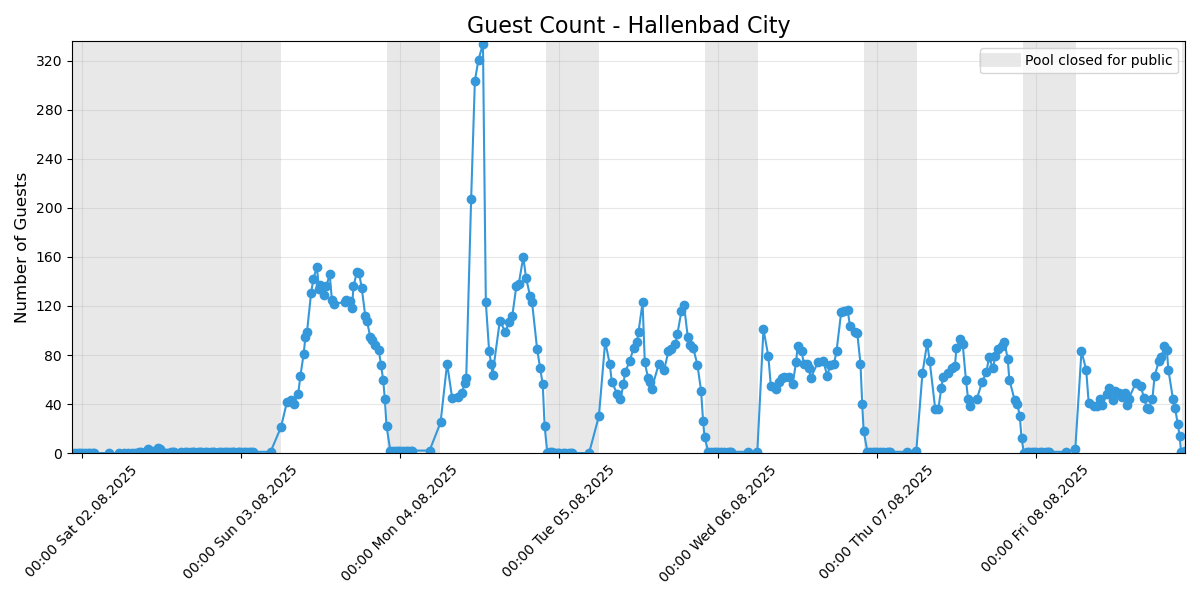 Guest Count - Hallenbad City
Pool closed for public
Number of Guests
320
280
240
200
160
120
80
40
0
00:00 Sat 02.08.2025
00:00 Sun 03.08.2025
00:00 Mon 04.08.2025
00:00 Tue 05.08.2025
00:00 Wed 06.08.2025
00:00 Thu 07.08.2025
00:00 Fri 08.08.2025